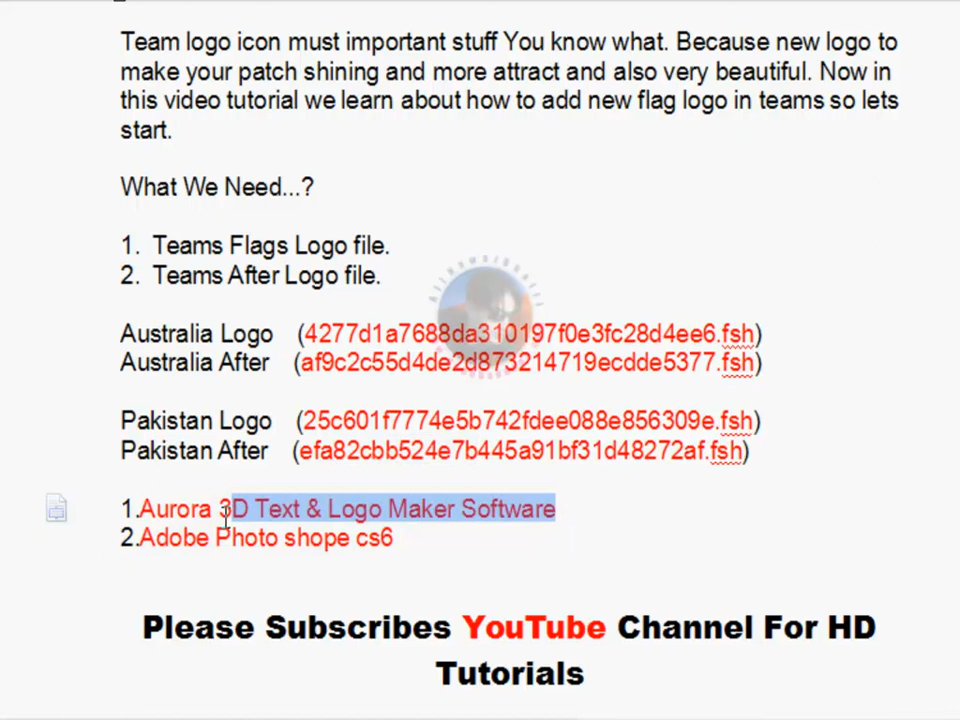 Team logo icon must important stuff You know what. Because new logo to
make your patch shining and more attract and also very beautiful. Now in
this video tutorial we learn about how to add new flag logo in teams so lets
start.
What We Need...?
1. Teams Flags Logo file.
2. Teams After Logo file.
Australia Logo (4277d1a7688da310197f0e3fc28d4ee6.fsh)
Australia After (af9c2c55d4de2d873214719ecdde5377.fsh)
Pakistan Logo (25c601f7774e5b742fdee088e856309e.fsh)
Pakistan After (efa82cbb524e7b445a91bf31d48272af.fsh)
1.Aurora 3D Text & Logo Maker Software
2.Adobe Photo shope cs6
Please Subscribes YouTube Channel For HD
Tutorials